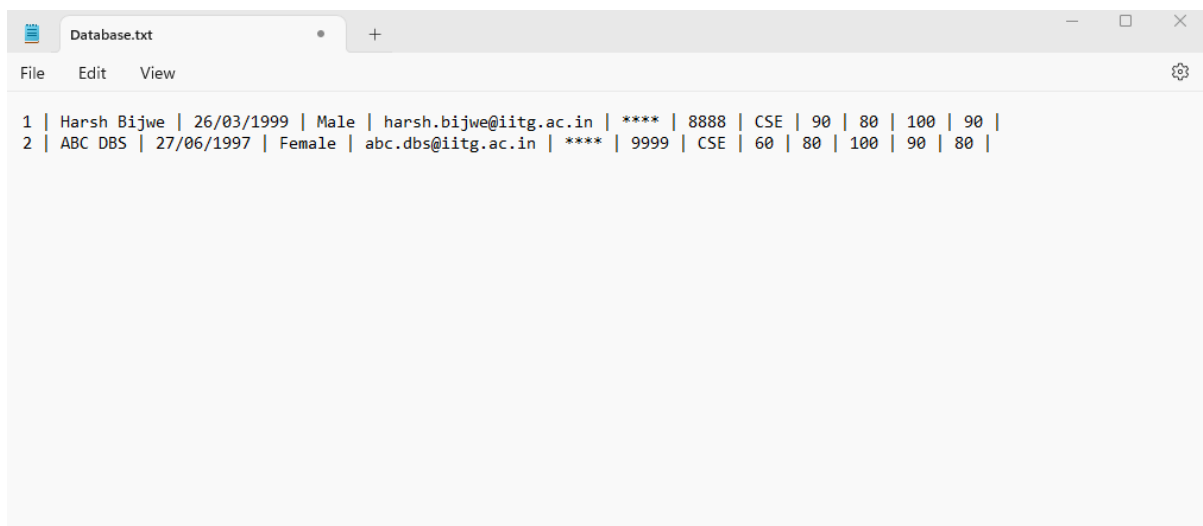 Database.txt
File Edit View
1 | Harsh Bijwe | 26/03/1999 | Male | harsh.bijwe@iitg.ac.in | **** | 8888 | CSE | 90 | 80 | 100 | 90 |
2 | ABC DBS | 27/06/1997 | Female | abc.dbs@iitg.ac.in | **** | 9999 | CSE | 60 | 80 | 100 | 90 | 80 |